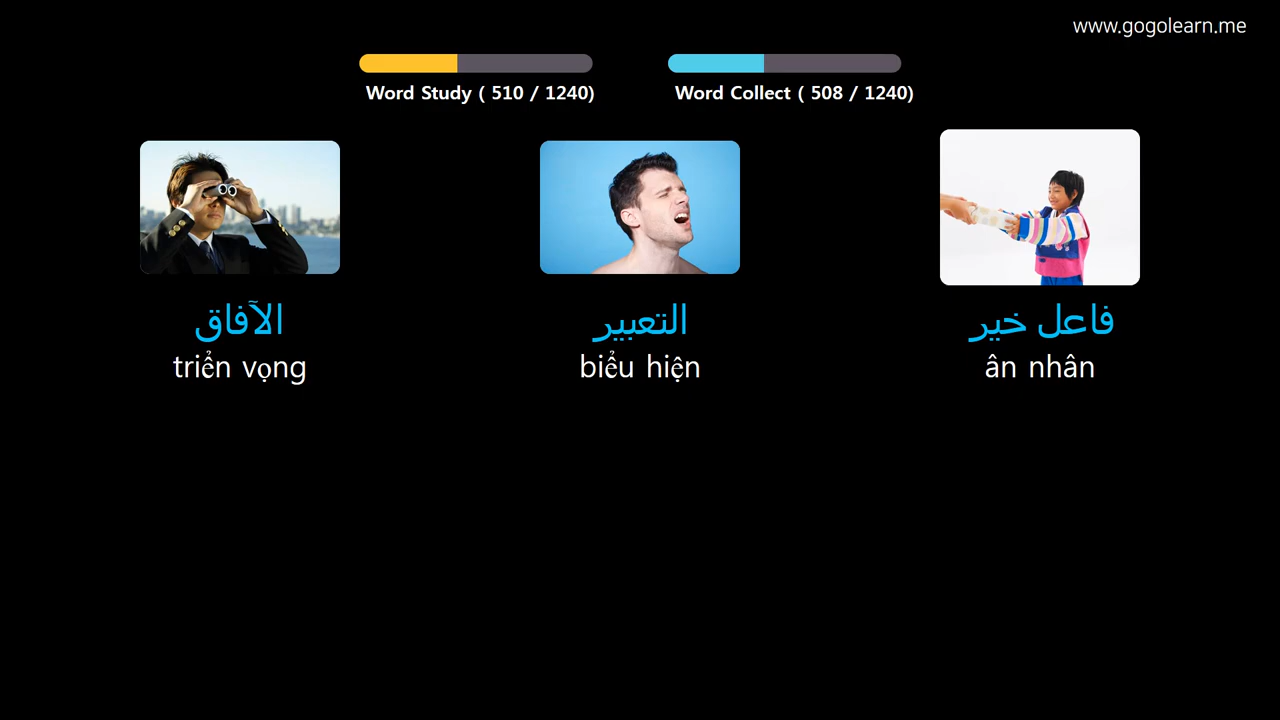 www.gogolearn.me
Word Study ( 510 / 1240)
Word Collect ( 508 / 1240)
الآفاق
triển vọng
التعبير
biểu hiện
فاعل خير
ân nhân